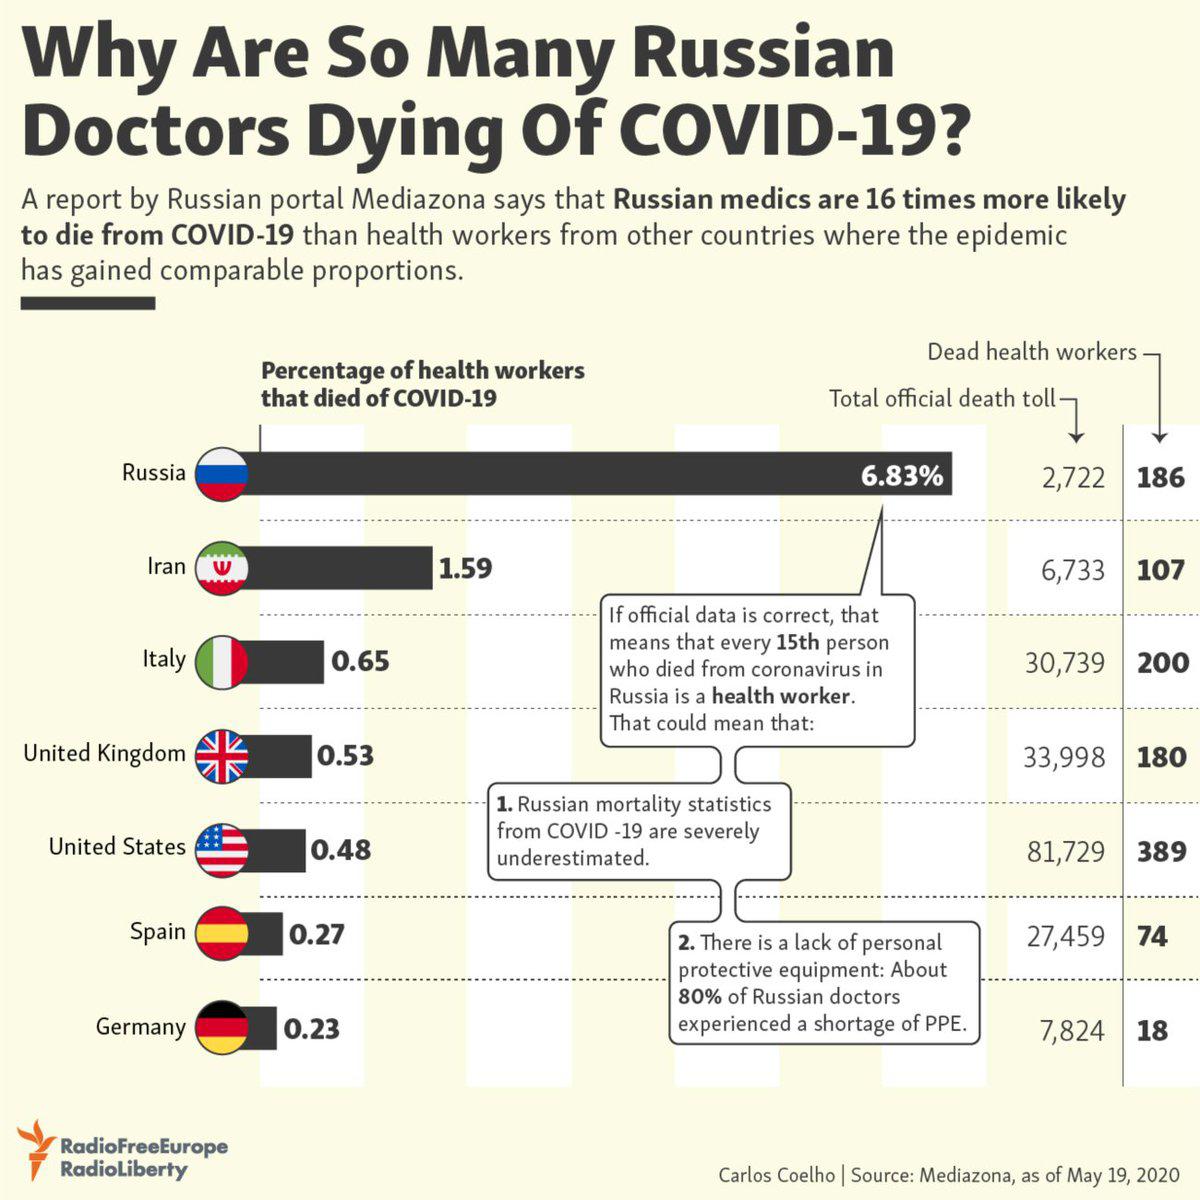 Why Are So Many Russian
Doctors Dying Of COVID-19?
A report by Russian portal Mediazona says that Russian medics are 16 times more likely
to die from COVID-19 than health workers from other countries where the epidemic
has gained comparable proportions.
Dead health workers
Percentage of health workers
that died of COVID-19
Total official death toll
Russia 6.83% 2,722 186
Iran 1.59 6,733 107
If official data is correct, that
means that every 15th person
who died from coronavirus in
Russia is a health worker.
That could mean that:
Italy 0.65 30,739 200
United Kingdom 0.53 33,998 180
1. Russian mortality statistics
from COVID -19 are severely
underestimated.
United States 0.48 81,729 389
Spain 0.27 27,459 74
2. There is a lack of personal
protective equipment: About
80% of Russian doctors
experienced a shortage of PPE.
Germany 0.23 7,824 18
RadioFreeEurope
RadioLiberty
Carlos Coelho | Source: Mediazona, as of May 19, 2020